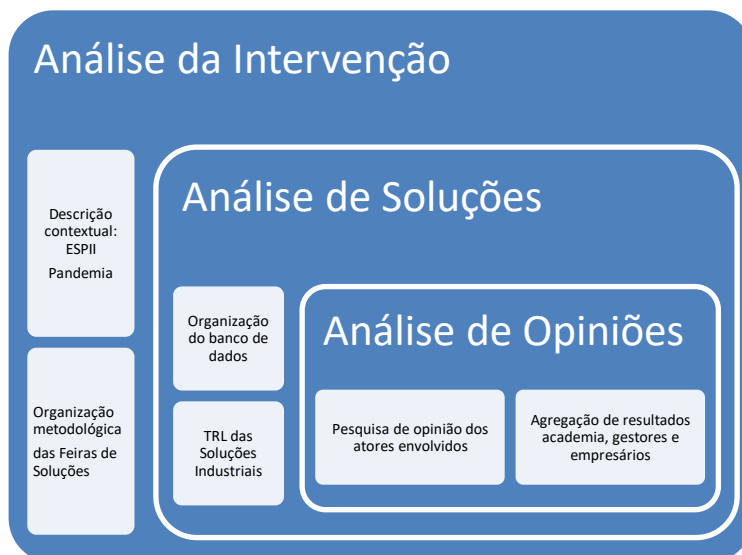 Análise da Intervenção
Descrição
contextual:
ESPII
Pandemia
Organização
metodológica
das Feiras de
Soluções
Análise de Soluções
Organização
do banco de
dados
TRL das
Soluções
Industriais
Análise de Opiniões
Pesquisa de opinião dos
atores envolvidos
Agregação de resultados
academia, gestores e
empresários